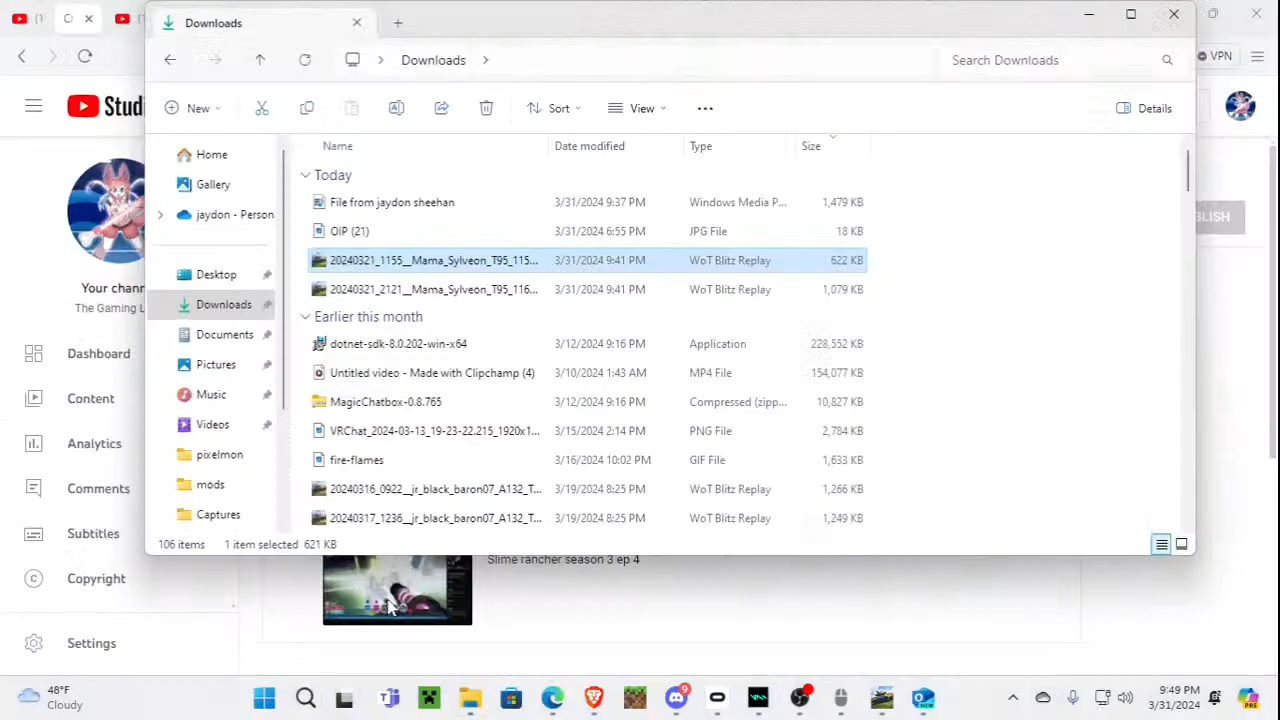 Downloads
Downloads
Search Downloads
VPN
New
Sort
View
Details
Studi
Home
Gallery
jaydon - Person
Desktop
Downloads
Documents
Pictures
Music
Videos
pixelmon
mods
Captures
Name Date modified Type Size
Today
File from jaydon sheehan 3/31/2024 9:37 PM Windows Media P... 1,479 KB
OIP (21) 3/31/2024 6:55 PM JPG File 18 KB
20240321_1155__Mama_Sylveon_T95_115... 3/31/2024 9:41 PM WoT Blitz Replay 622 KB
20240321_2121__Mama_Sylveon_T95_116... 3/31/2024 9:41 PM WoT Blitz Replay 1,079 KB
Earlier this month
dotnet-sdk-8.0.202-win-x64 3/12/2024 9:16 PM Application 228,552 KB
Untitled video - Made with Clipchamp (4) 3/10/2024 1:43 AM MP4 File 154,077 KB
MagicChatbox-0.8.765 3/12/2024 9:16 PM Compressed (zipp... 10,827 KB
VRChat_2024-03-13_19-23-22.215_1920x1... 3/15/2024 2:14 PM PNG File 2,784 KB
fire-flames 3/16/2024 10:02 PM GIF File 1,633 KB
20240316_0922__jr_black_baron07_A132_T... 3/19/2024 8:25 PM WoT Blitz Replay 1,266 KB
20240317_1236__jr_black_baron07_A132_T... 3/19/2024 8:25 PM WoT Blitz Replay 1,249 KB
106 items 1 item selected 621 KB
Your chann
The Gaming L
Dashboard
Content
Analytics
Comments
Subtitles
Copyright
Settings
LISH
Slime rancher season 3 ep 4
48°F
Cloudy
9
9:49 PM
3/31/2024
PRE